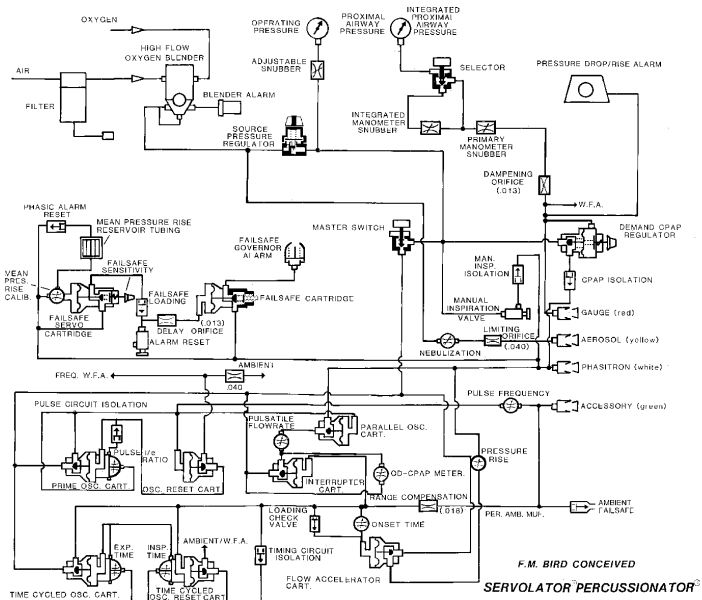 OXYGEN
OPERATING
PRESSURE
PROXIMAL
AIRWAY
PRESSURE
INTEGRATED
PROXIMAL
AIRWAY
PRESSURE
HIGH FLOW
OXYGEN BLENDER
ADJUSTABLE
SNUBBER
SELECTOR
PRESSURE DROP/RISE ALARM
AIR
BLENDER ALARM
FILTER
SOURCE
PRESSURE
REGULATOR
INTEGRATED
MANOMETER
SNUBBER
PRIMARY
MANOMETER
SNUBBER
DAMPENING
ORIFICE
(.013)
W.F.A.
PHASIC ALARM
RESET
MEAN PRESSURE RISE
RESERVOIR TUBING
MASTER SWITCH
DEMAND CPAP
REGULATOR
FAILSAFE
GOVERNOR
ALARM
FAILSAFE
SENSITIVITY
MAN.
INSP.
ISOLATION
CPAP ISOLATION
MEAN
PRES.
RISE
CALIB.
FAILSAFE
LOADING
FAILSAFE CARTRIDGE
MANUAL
INSPIRATION
VALVE
GAUGE (red)
FAILSAFE
SERVO
CARTRIDGE
(.013)
DELAY ORIFICE
ALARM RESET
LIMITING
ORIFICE
(.040)
NEBULIZATION
AEROSOL (yellow)
AMBIENT
PHASITRON (white)
FREQ. W.F.A.
.040
PULSE FREQUENCY
PULSE CIRCUIT ISOLATION
ACCESSORY (green)
PULSATILE
FLOWRATE
PARALLEL OSC.
CART.
PULSE i/e
RATIO
PRESSURE
RISE
PRIME OSC. CART.
OSC. RESET CART.
INTERRUPTER
CART.
OD-CPAP METER.
RANGE COMPENSATION
(.018)
LOADING
CHECK
VALVE
PER. AMB. MUF.
AMBIENT
FAILSAFE
ONSET TIME
EXP.
TIME
INSP.
TIME
AMBIENT/W.F.A.
TIMING CIRCUIT
ISOLATION
F.M. BIRD CONCEIVED
FLOW ACCELERATOR
CART.
SERVOLATOR® PERCUSSIONATOR®
TIME CYCLED OSC. CART.
TIME CYCLED
OSC. RESET CART